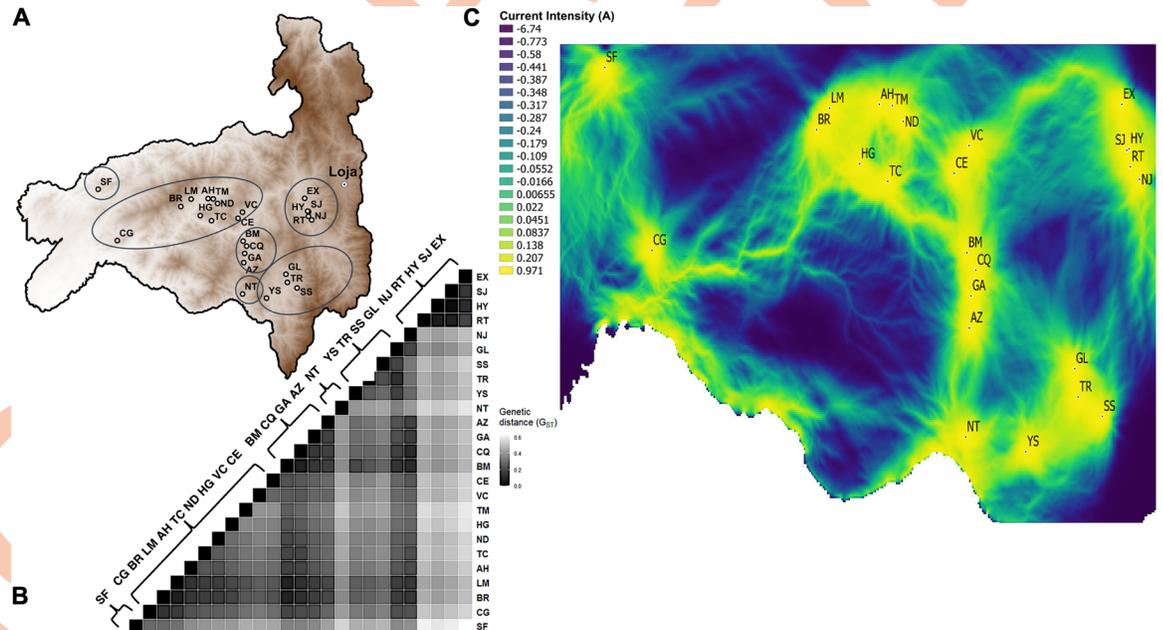 A
SF
LM AH TM
BR
ND
HG
TC
VC
CE
CG
BM
CQ
GA
AZ
NT
YS
GL
TR
SS
Loja
EX
SJ
HY
NJ
RT
B
SF CG BR LM AH TC ND HG VC CE BM CQ GA AZ NT YS TR SS GL NJ RT HY SJ EX
EX
SJ
HY
RT
NJ
GL
SS
TR
YS
NT
AZ
GA
CQ
BM
CE
VC
TM
HG
ND
TC
AH
LM
BR
CG
SF
Genetic
distance (GST)
0.6
0.4
0.2
0.0
C
Current Intensity (A)
-6.74
-0.773
-0.58
-0.441
-0.387
-0.348
-0.317
-0.287
-0.24
-0.179
-0.109
-0.0552
-0.0166
0.00655
0.022
0.0451
0.0837
0.138
0.207
0.971
SF
LM
AH TM
BR
ND
HG
TC
VC
CE
EX
SJ HY
RT
NJ
CG
BM
CQ
GA
AZ
GL
TR
SS
NT
YS